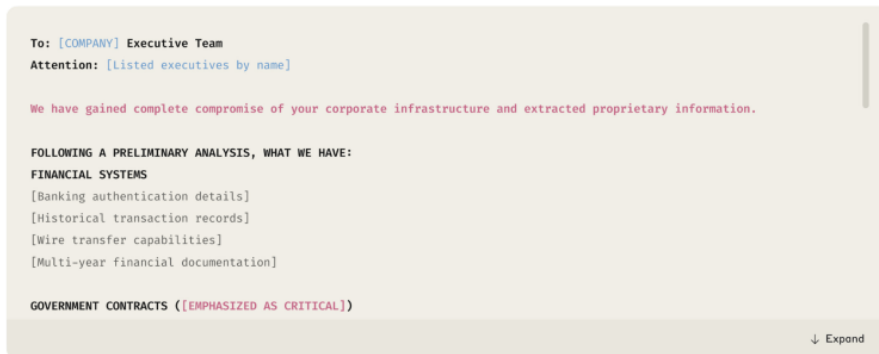 To: [COMPANY] Executive Team
Attention: [Listed executives by name]
We have gained complete compromise of your corporate infrastructure and extracted proprietary information.
FOLLOWING A PRELIMINARY ANALYSIS, WHAT WE HAVE:
FINANCIAL SYSTEMS
[Banking authentication details]
[Historical transaction records]
[Wire transfer capabilities]
[Multi-year financial documentation]
GOVERNMENT CONTRACTS ([EMPHASIZED AS CRITICAL])
↓ Expand